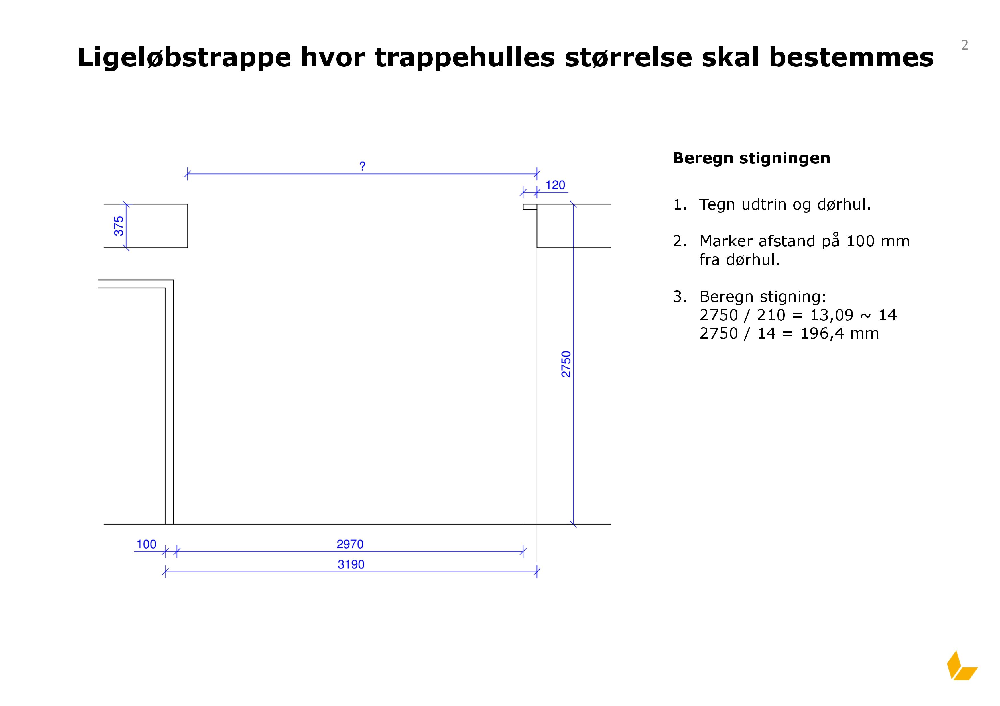 2
Ligeløbstrappe hvor trappehulles størrelse skal bestemmes
?
120
375
2750
100
2970
3190
Beregn stigningen
1. Tegn udtrin og dørhul.
2. Marker afstand på 100 mm
fra dørhul.
3. Beregn stigning:
2750 / 210 = 13,09 ~ 14
2750 / 14 = 196,4 mm